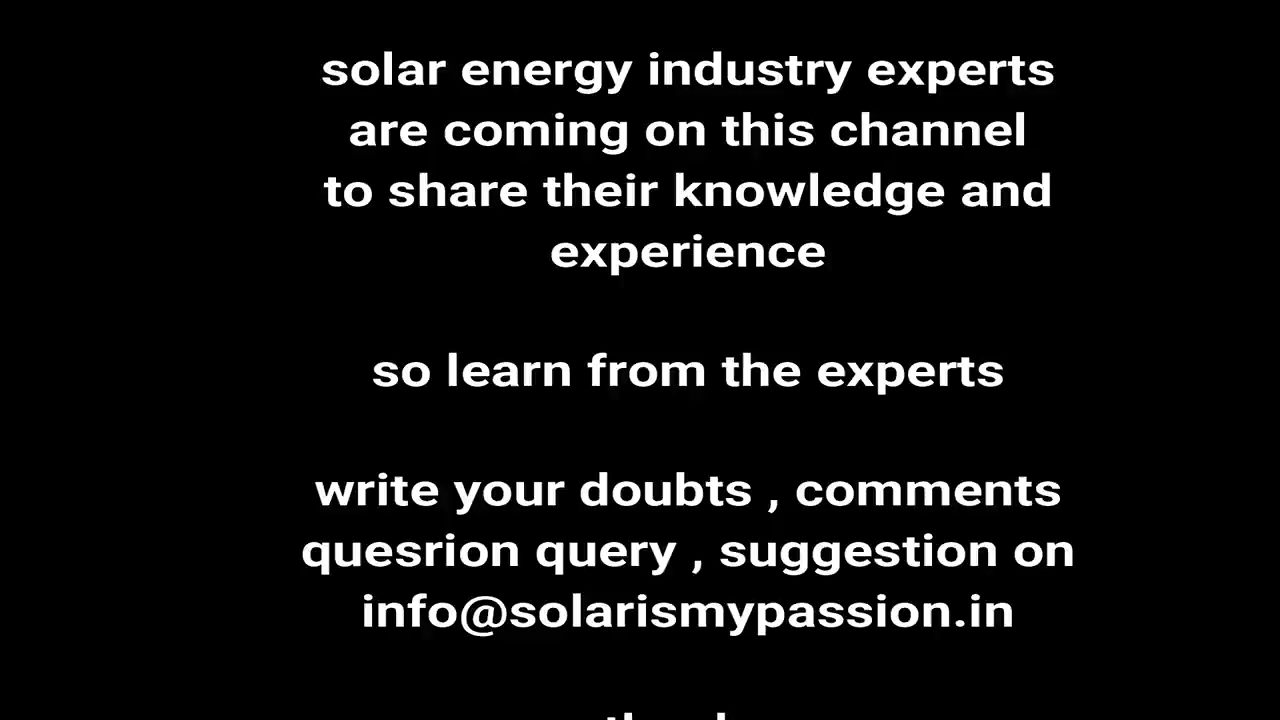 solar energy industry experts
are coming on this channel
to share their knowledge and
experience
so learn from the experts
write your doubts , comments
quesrion query , suggestion on
info@solarismypassion.in